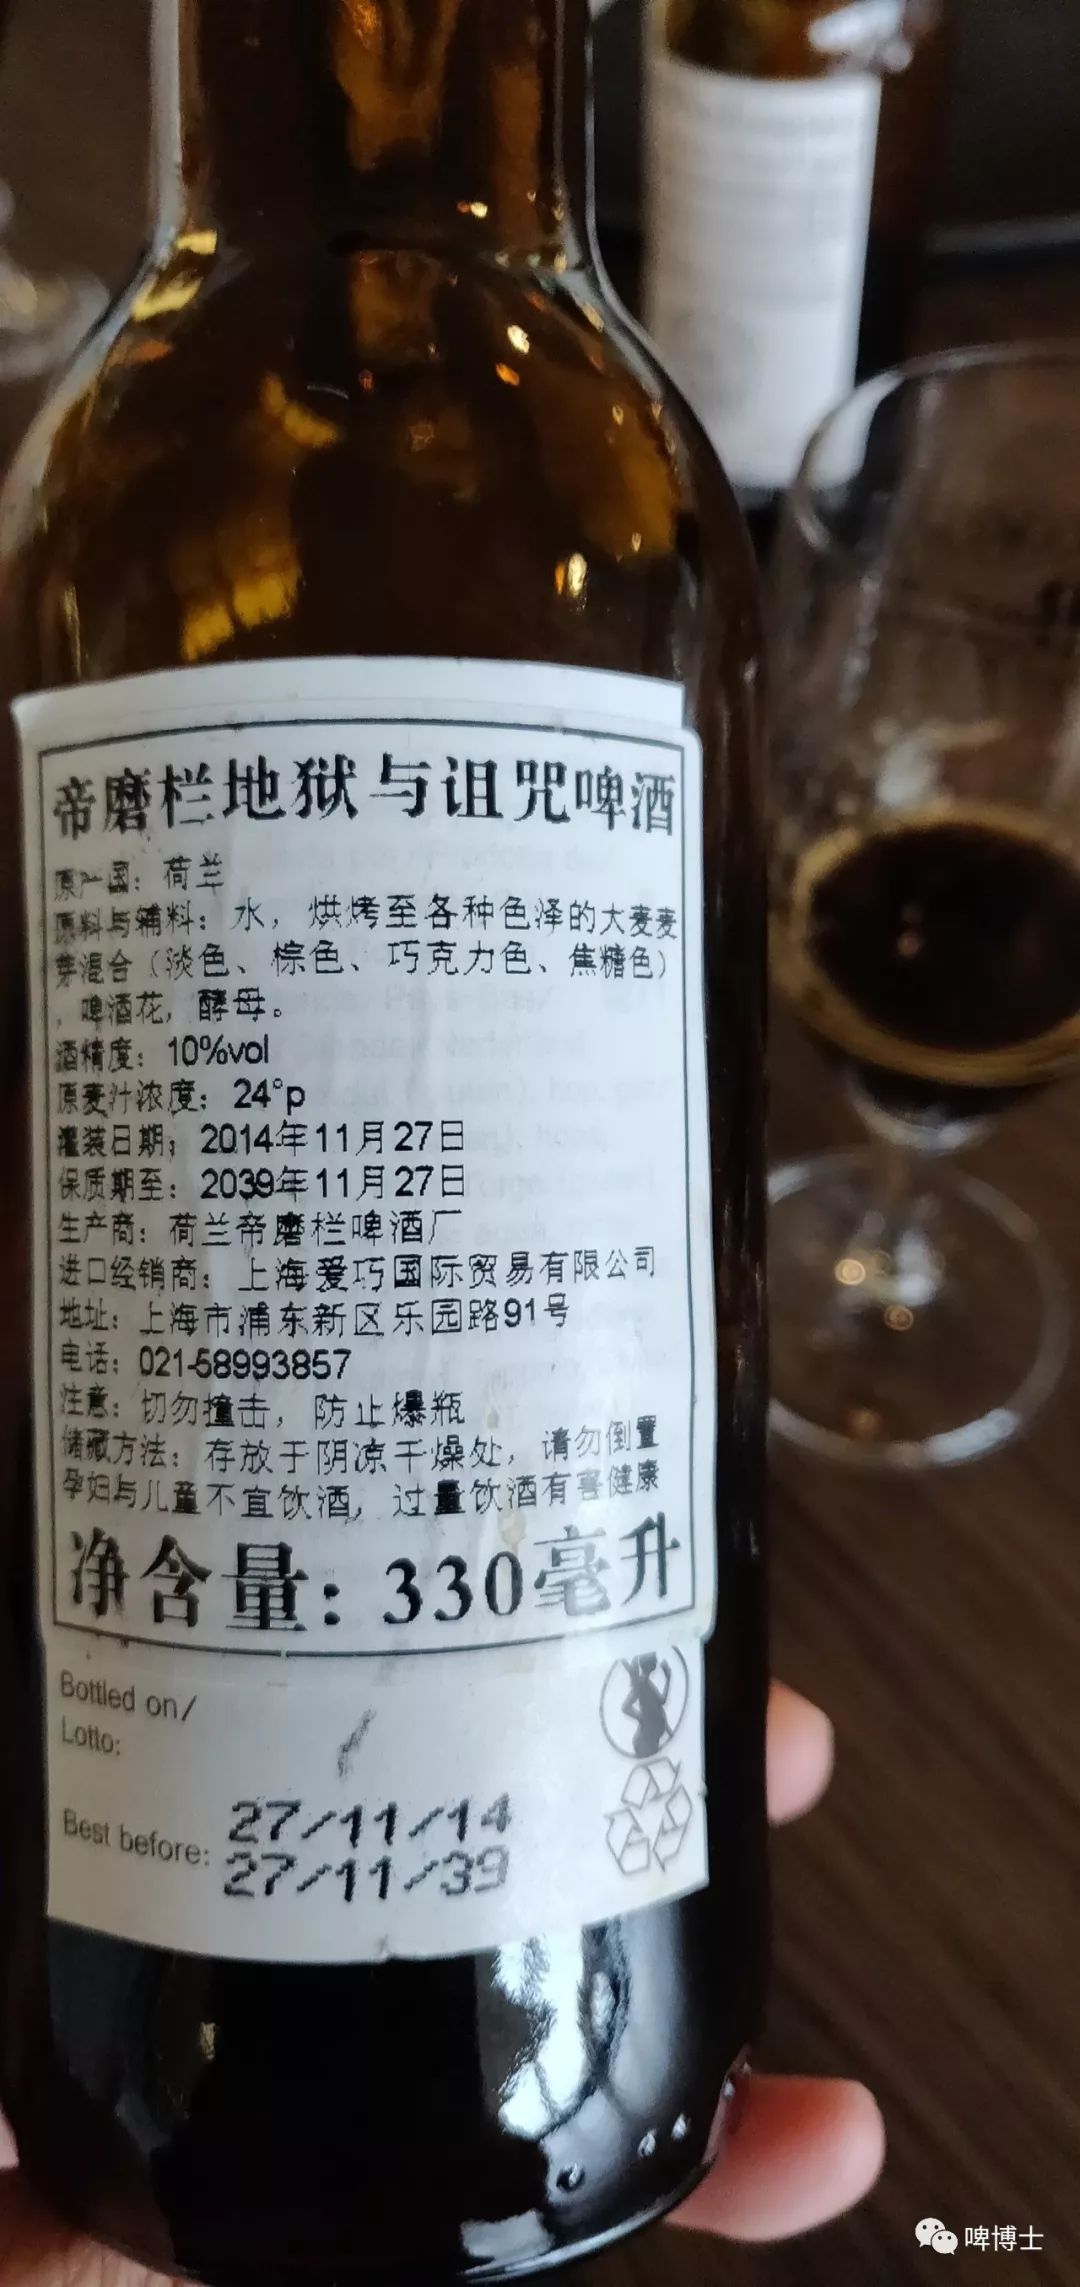 帝磨栏地狱与诅咒啤酒
原产国：荷兰
原料与辅料：水，烘烤至各种色泽的大麦麦
芽混合（淡色、棕色、巧克力色、焦糖色）
，啤酒花，酵母。
酒精度：10%vol
原麦汁浓度：24°p
灌装日期：2014年11月27日
保质期至：2039年11月27日
生产商：荷兰帝磨栏啤酒厂
进口经销商：上海爱巧国际贸易有限公司
地址：上海市浦东新区乐园路91号
电话：021-58993857
注意：切勿撞击，防止爆瓶
储藏方法：存放于阴凉干燥处，请勿倒置
孕妇与儿童不宜饮酒，过量饮酒有害健康
净含量：330毫升
Bottled on/
Lotto:
27/11/14
Best before:
27/11/39
啤博士